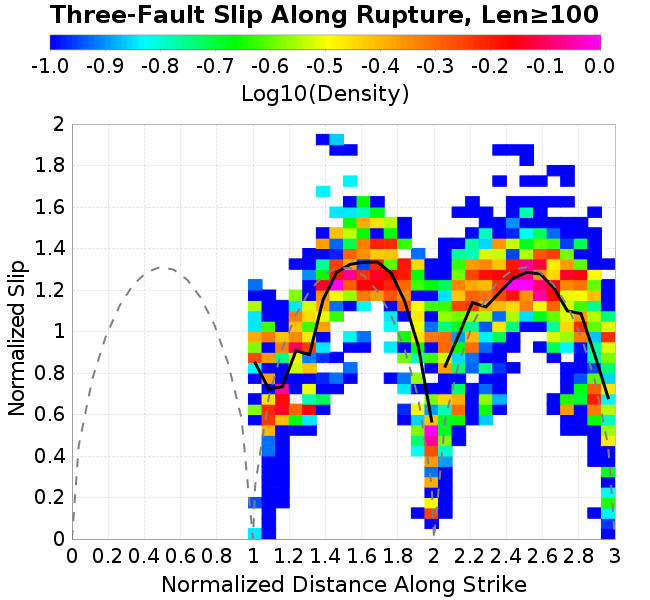 Three-Fault Slip Along Rupture, Len≥100
-1.0 -0.9 -0.8 -0.7 -0.6 -0.5 -0.4 -0.3 -0.2 -0.1 0.0
Log10(Density)
2
1.8
1.6
1.4
1.2
1
0.8
0.6
0.4
0.2
0
Normalized Slip
0 0.2 0.4 0.6 0.8 1 1.2 1.4 1.6 1.8 2 2.2 2.4 2.6 2.8 3
Normalized Distance Along Strike